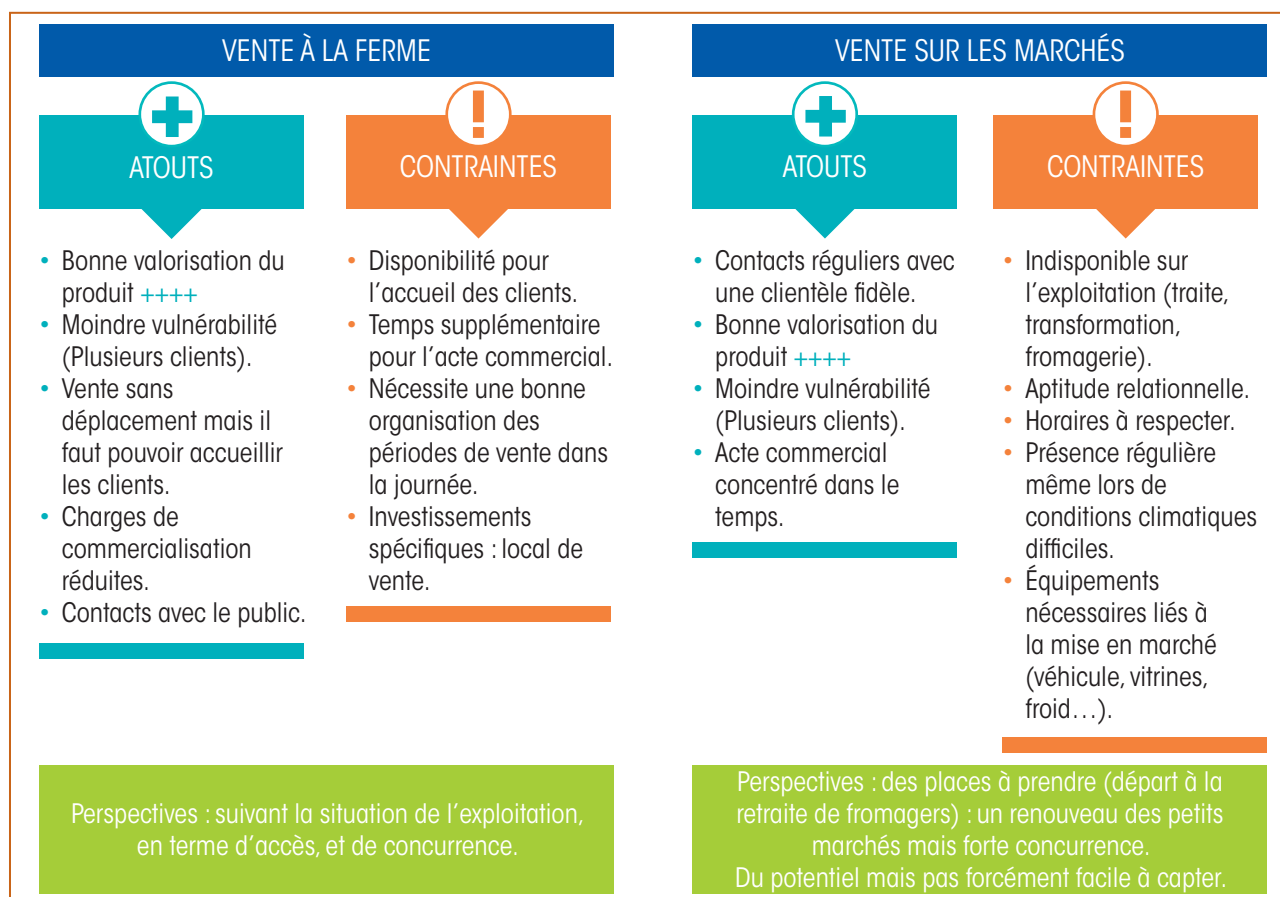 VENTE À LA FERME
ATOUTS
• Bonne valorisation du
produit ++++
• Moindre vulnérabilité
(Plusieurs clients).
• Vente sans
déplacement mais il
faut pouvoir accueillir
les clients.
• Charges de
commercialisation
réduites.
• Contacts avec le public.
CONTRAINTES
• Disponibilité pour
l’accueil des clients.
• Temps supplémentaire
pour l’acte commercial.
• Nécessite une bonne
organisation des
périodes de vente dans
la journée.
• Investissements
spécifiques : local de
vente.
Perspectives : suivant la situation de l’exploitation,
en terme d’accès, et de concurrence.
VENTE SUR LES MARCHÉS
ATOUTS
• Contacts réguliers avec
une clientèle fidèle.
• Bonne valorisation du
produit ++++
• Moindre vulnérabilité
(Plusieurs clients).
• Acte commercial
concentré dans le
temps.
CONTRAINTES
• Indisponible sur
l’exploitation (traite,
transformation,
fromagerie).
• Aptitude relationnelle.
• Horaires à respecter.
• Présence régulière
même lors de
conditions climatiques
difficiles.
• Équipements
nécessaires liés à
la mise en marché
(véhicule, vitrines,
froid…).
Perspectives : des places à prendre (départ à la
retraite de fromagers) : un renouveau des petits
marchés mais forte concurrence.
Du potentiel mais pas forcément facile à capter.